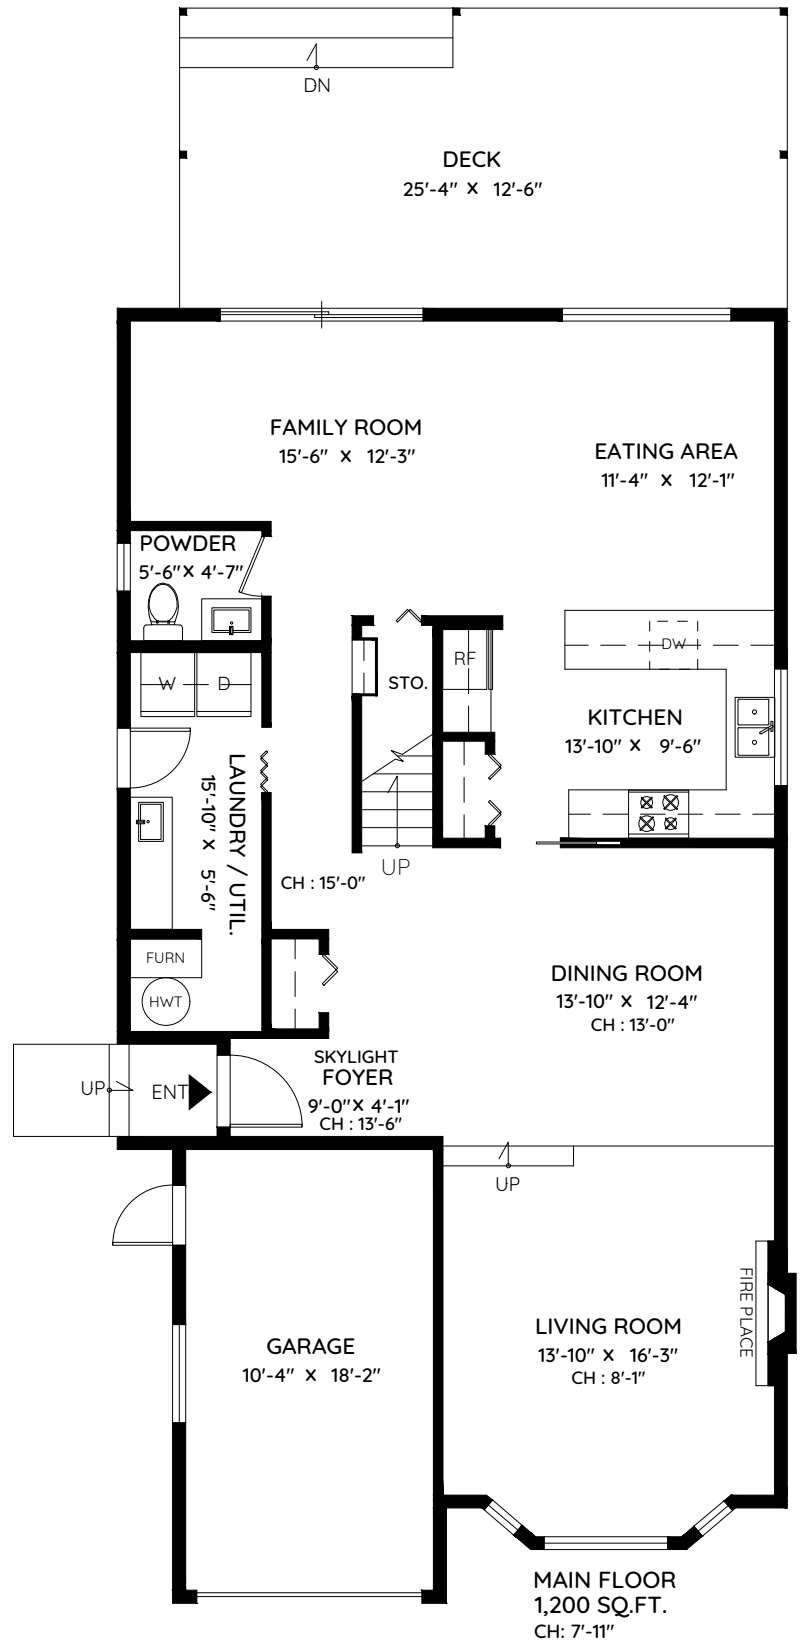 DN
DECK
25'-4" X 12'-6"
FAMILY ROOM
15'-6" X 12'-3"
EATING AREA
11'-4" X 12'-1"
POWDER
5'-6" X 4'-7"
W
D
STO.
RF
DW
KITCHEN
13'-10" X 9'-6"
LAUNDRY / UTIL.
15'-10" X 5'-6"
UP
CH : 15'-0"
FURN
HWT
DINING ROOM
13'-10" X 12'-4"
CH : 13'-0"
UP
ENT
SKYLIGHT
FOYER
9'-0" X 4'-1"
CH : 13'-6"
UP
FIRE PLACE
LIVING ROOM
13'-10" X 16'-3"
CH : 8'-1"
GARAGE
10'-4" X 18'-2"
MAIN FLOOR
1,200 SQ.FT.
CH: 7'-11"